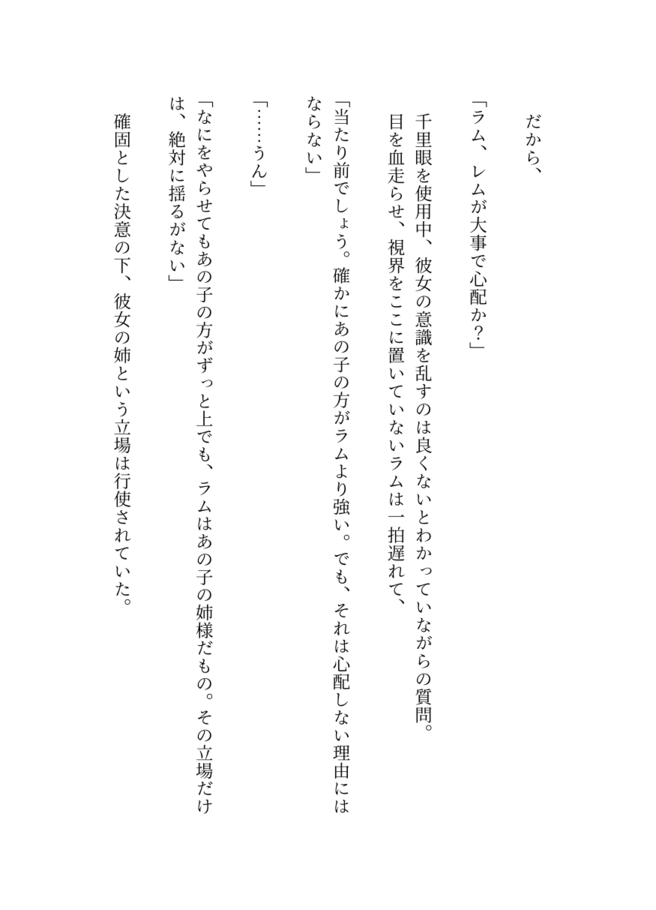 だから、
「ラム、レムが大事で心配か？」
千里眼を使用中、彼女の意識を乱すのは良くないとわかっていながらの質問。
目を血走らせ、視界をここに置いていないラムは一拍遅れて、
「当たり前でしょう。確かにあの子の方がラムより強い。でも、それは心配しない理由には
ならない」
「……うん」
「なにをやらせてもあの子の方がずっと上でも、ラムはあの子の姉様だもの。その立場だけ
は、絶対に揺るがない」
確固とした決意の下、彼女の姉という立場は行使されていた。